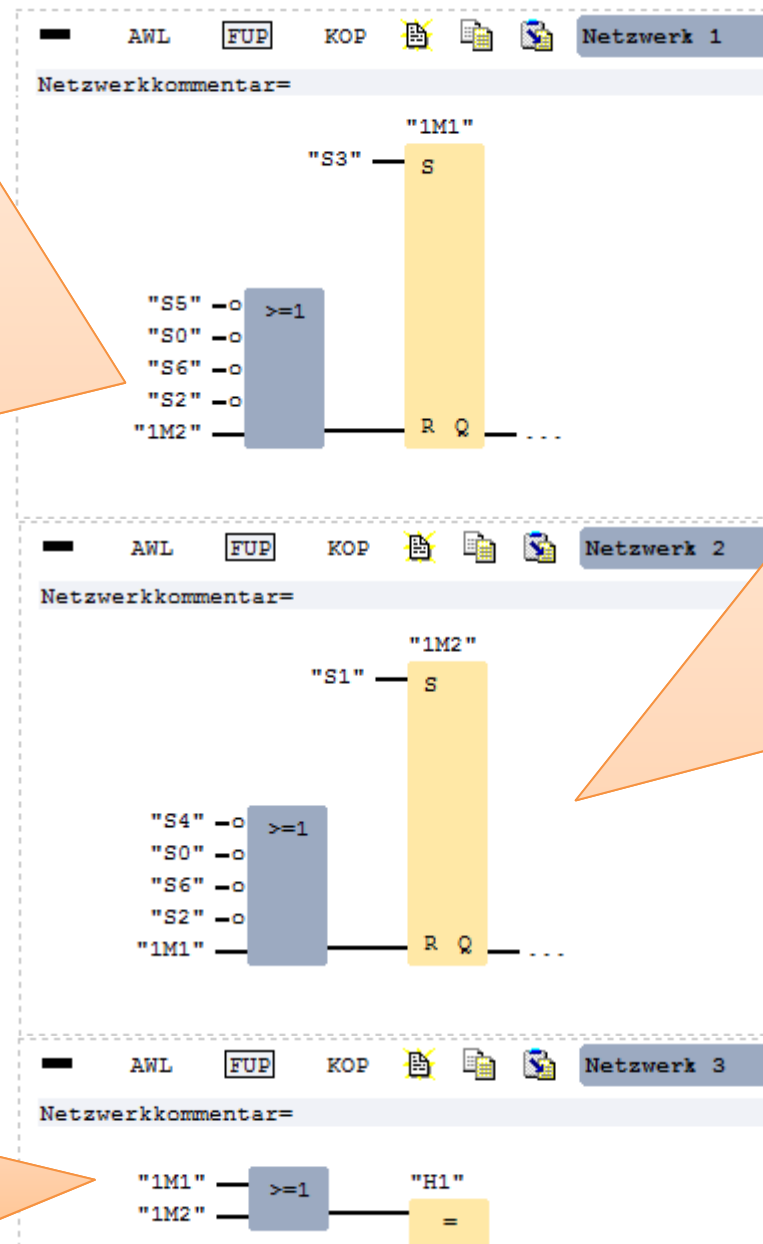 AWL FUP KOP Netzwerk 1
Netzwerkkommentar=
"1M1"
"S3" S
"S5" >=1
"S0"
"S6"
"S2"
"1M2" R Q ...
AWL FUP KOP Netzwerk 2
Netzwerkkommentar=
"1M2"
"S1" S
"S4" >=1
"S0"
"S6"
"S2"
"1M1" R Q ...
AWL FUP KOP Netzwerk 3
Netzwerkkommentar=
"1M1" >=1 "H1"
"1M2" =